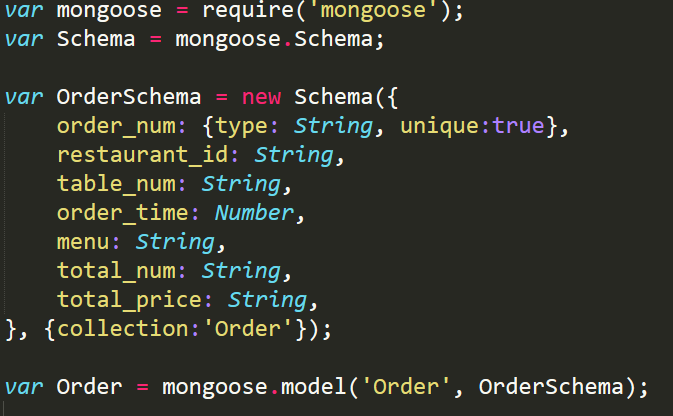 var mongoose = require('mongoose');
var Schema = mongoose.Schema;
var OrderSchema = new Schema({
    order_num: {type: String, unique:true},
    restaurant_id: String,
    table_num: String,
    order_time: Number,
    menu: String,
    total_num: String,
    total_price: String,
}, {collection:'Order'});
var Order = mongoose.model('Order', OrderSchema);